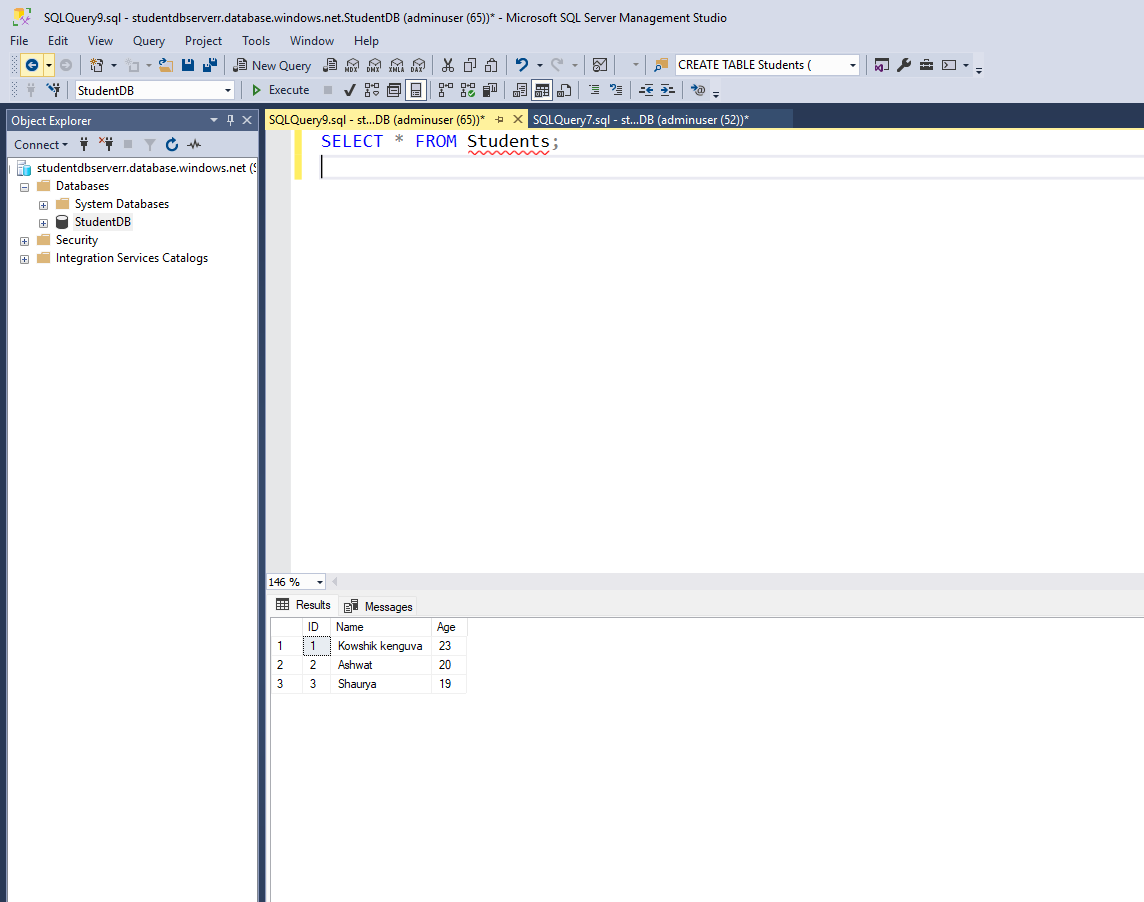 SQLQuery9.sql - studentdbserverr.database.windows.net.StudentDB (adminuser (65))* - Microsoft SQL Server Management Studio
File Edit View Query Project Tools Window Help
New Query MDX DMX XMLA DAX CREATE TABLE Students (
StudentDB Execute
Object Explorer
Connect
studentdbserverr.database.windows.net (S
Databases
System Databases
StudentDB
Security
Integration Services Catalogs
SQLQuery9.sql - st...DB (adminuser (65))* SQLQuery7.sql - st...DB (adminuser (52))*
SELECT * FROM Students;
146 %
Results Messages
ID Name Age
1 1 Kowshik kenguva 23
2 2 Ashwat 20
3 3 Shaurya 19